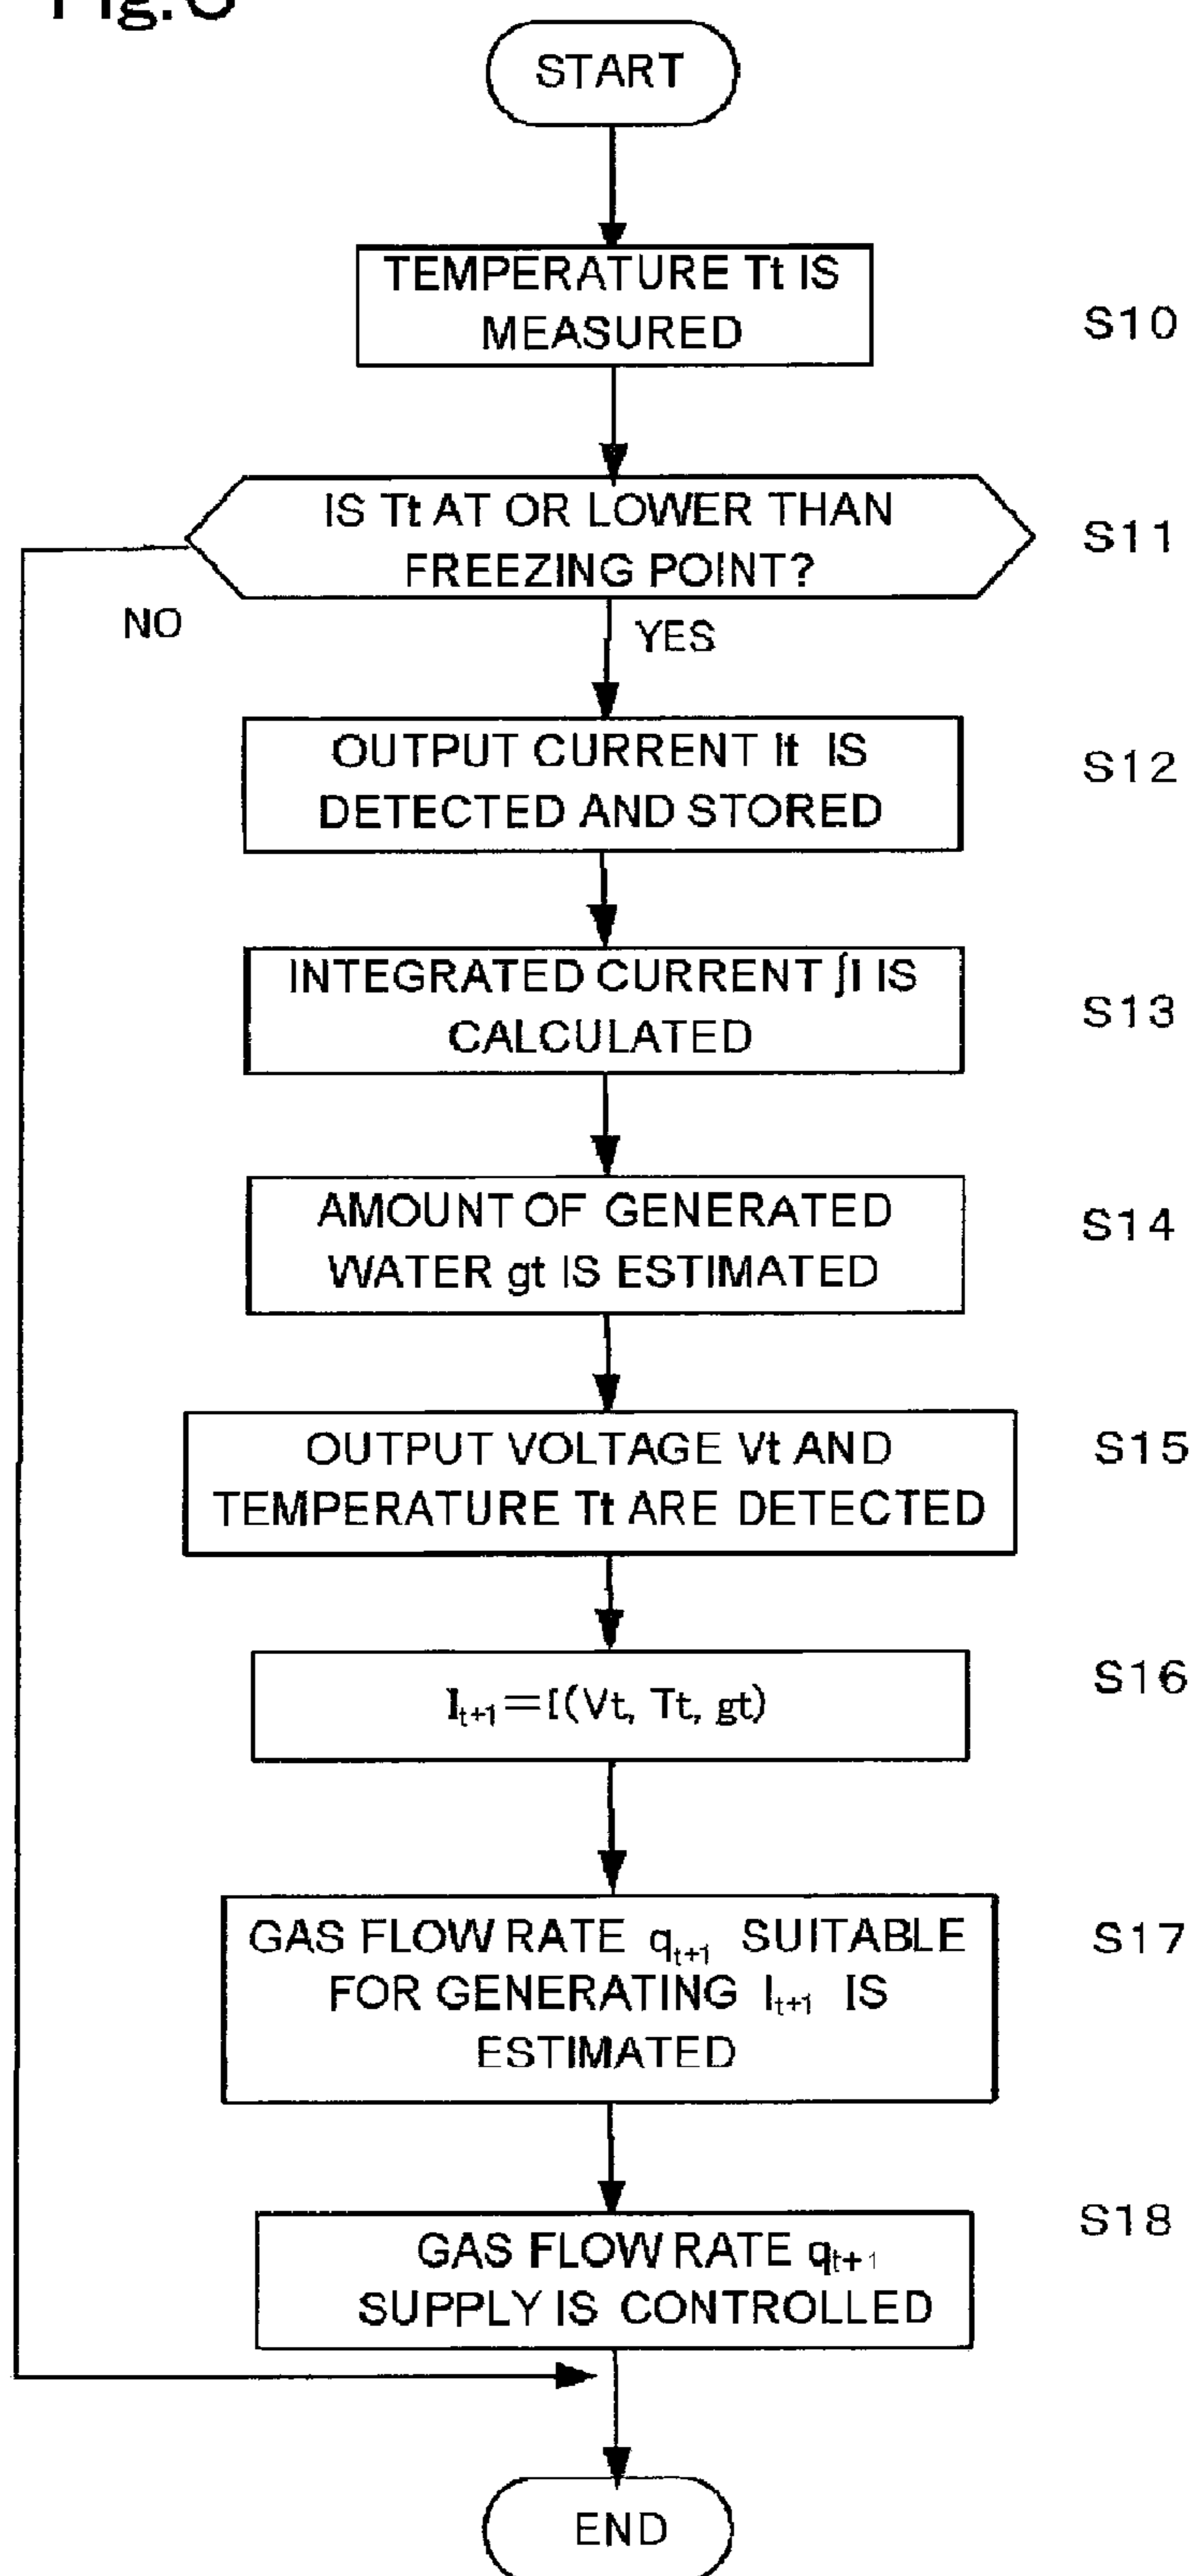 Fig.
START
TEMPERATURE Tt IS
MEASURED
S10
IS Tt AT OR LOWER THAN
FREEZING POINT?
S11
NO
YES
OUTPUT CURRENT It IS
DETECTED AND STORED
S12
INTEGRATED CURRENT ∫I IS
CALCULATED
S13
AMOUNT OF GENERATED
WATER gt IS ESTIMATED
S14
OUTPUT VOLTAGE Vt AND
TEMPERATURE Tt ARE DETECTED
S15
Iₜ₊₁=f(Vt, Tt, gt)
S16
GAS FLOW RATE qₜ₊₁ SUITABLE
FOR GENERATING Iₜ₊₁ IS
ESTIMATED
S17
GAS FLOW RATE qₜ₊₁
SUPPLY IS CONTROLLED
S18
END